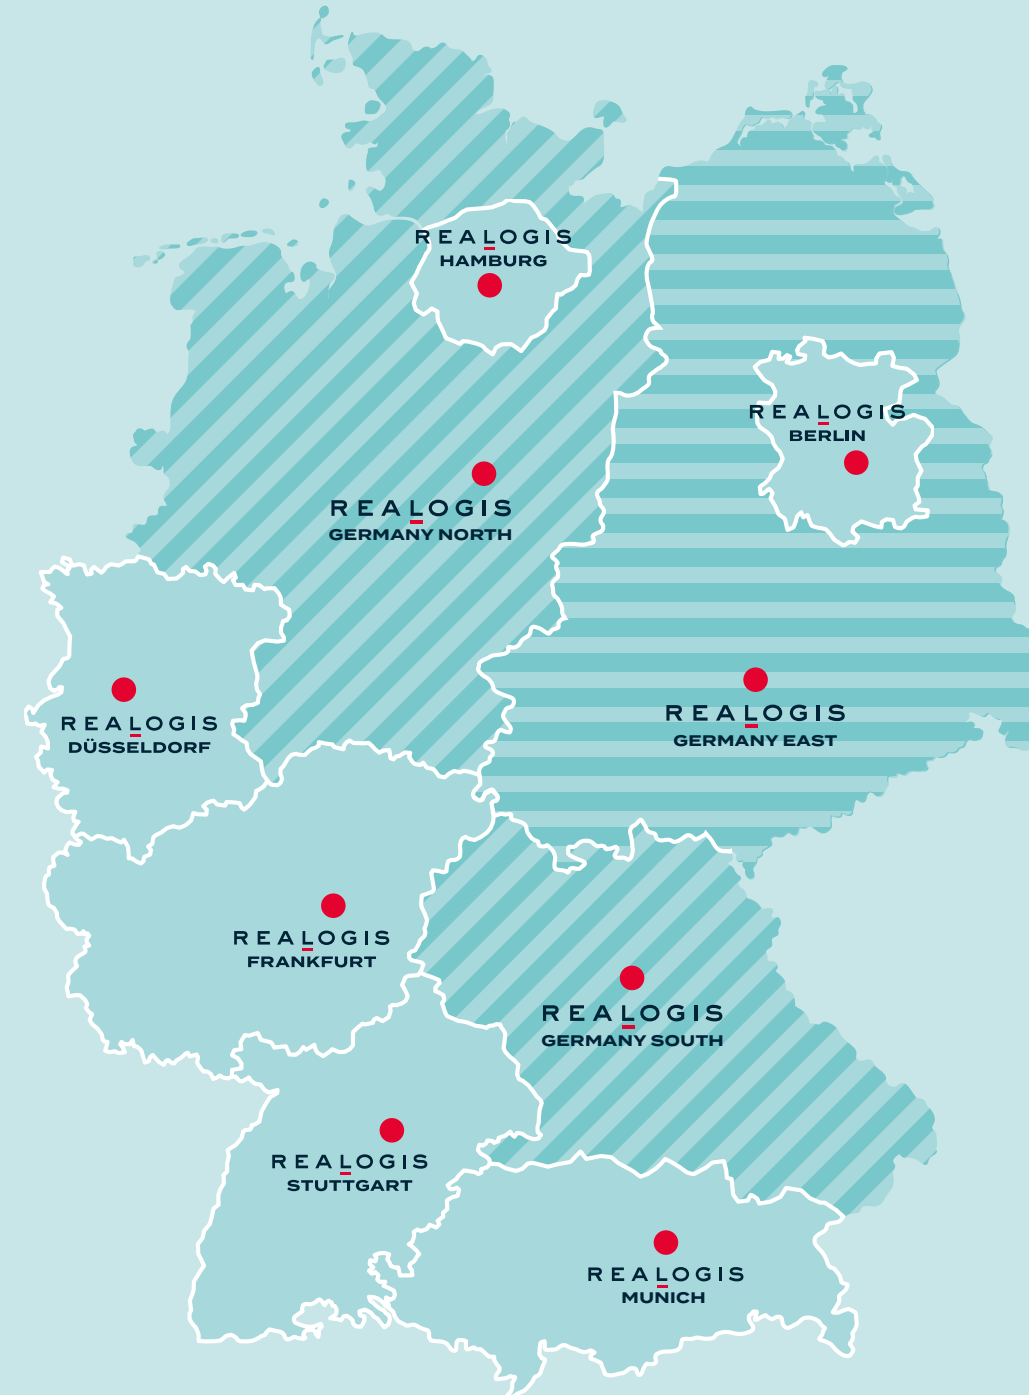 REALOGIS
HAMBURG
REALOGIS
BERLIN
REALOGIS
GERMANY NORTH
REALOGIS
DÜSSELDORF
REALOGIS
GERMANY EAST
REALOGIS
FRANKFURT
REALOGIS
GERMANY SOUTH
REALOGIS
STUTTGART
REALOGIS
MUNICH